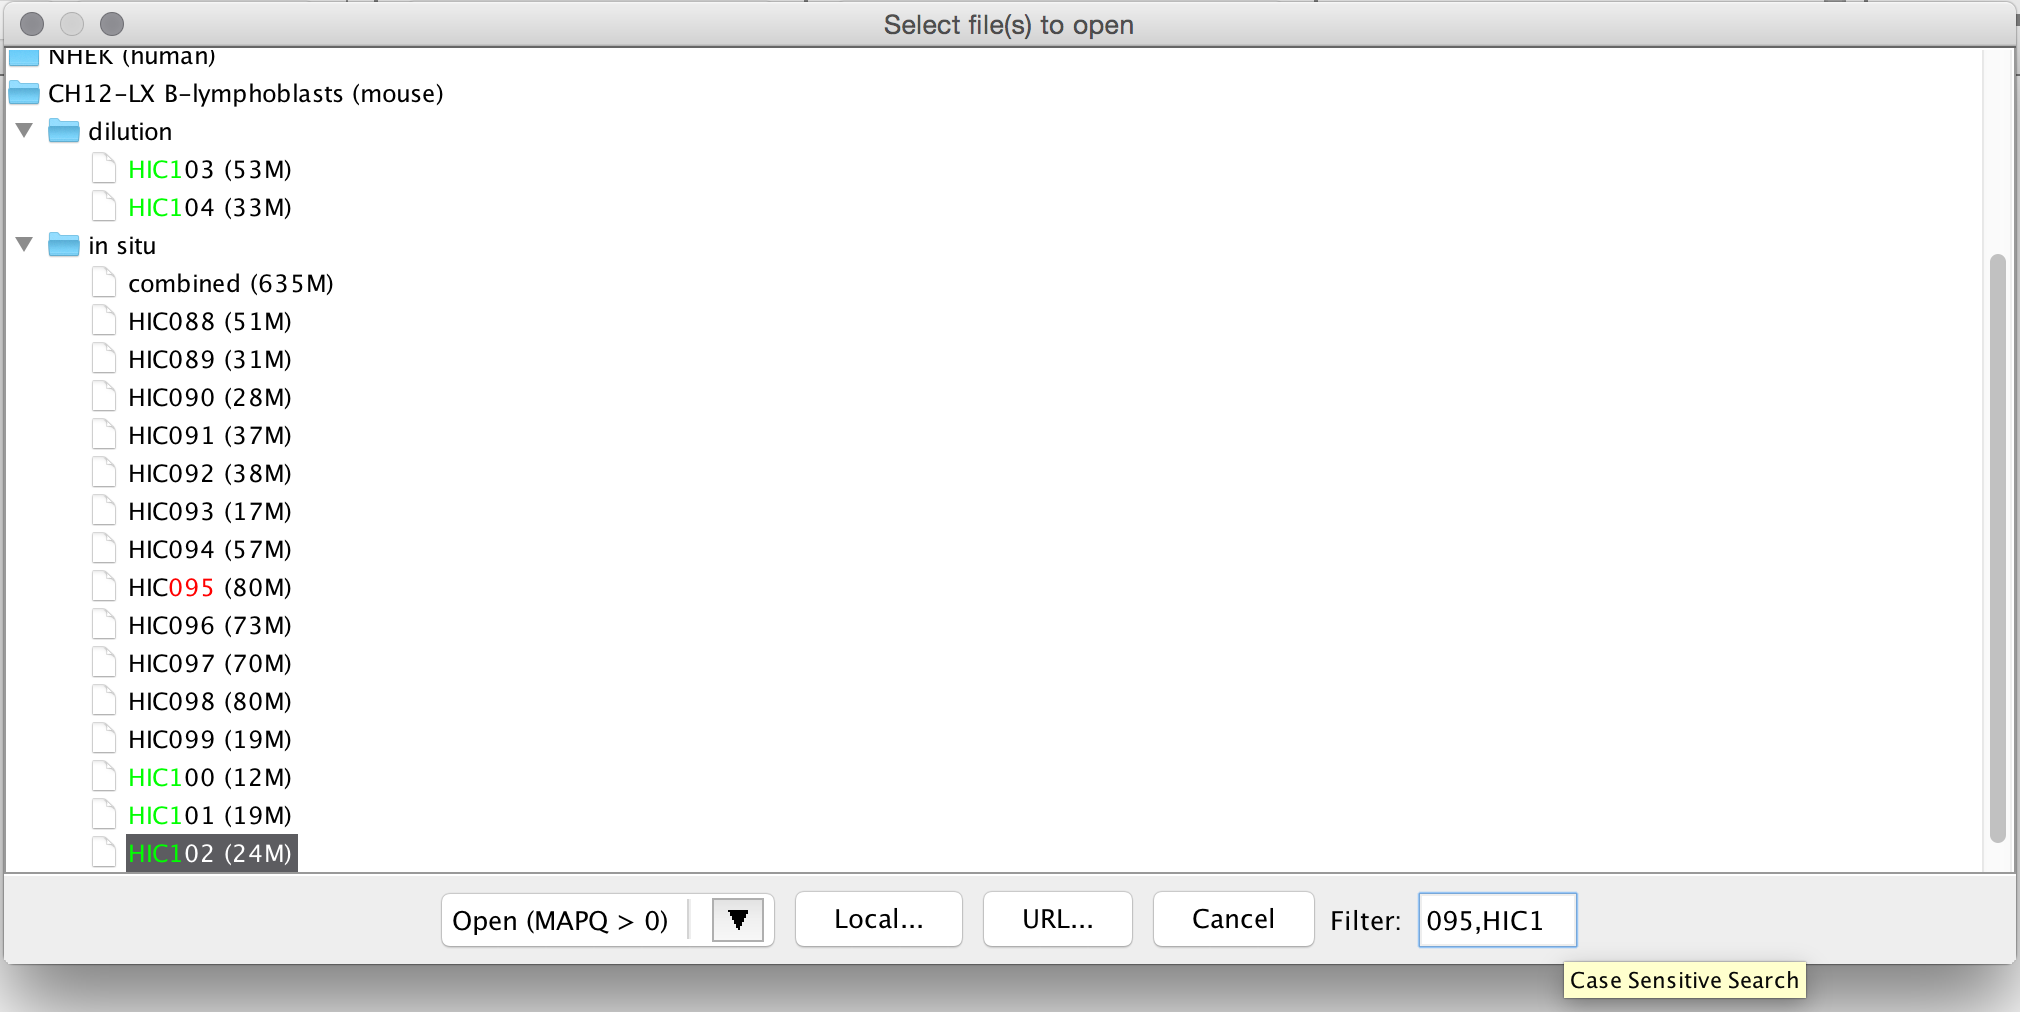 Select file(s) to open
NHEK (human)
CH12-LX B-lymphoblasts (mouse)
dilution
HIC103 (53M)
HIC104 (33M)
in situ
combined (635M)
HIC088 (51M)
HIC089 (31M)
HIC090 (28M)
HIC091 (37M)
HIC092 (38M)
HIC093 (17M)
HIC094 (57M)
HIC095 (80M)
HIC096 (73M)
HIC097 (70M)
HIC098 (80M)
HIC099 (19M)
HIC100 (12M)
HIC101 (19M)
HIC102 (24M)
Open (MAPQ > 0) Local... URL... Cancel Filter: 095,HIC1
Case Sensitive Search